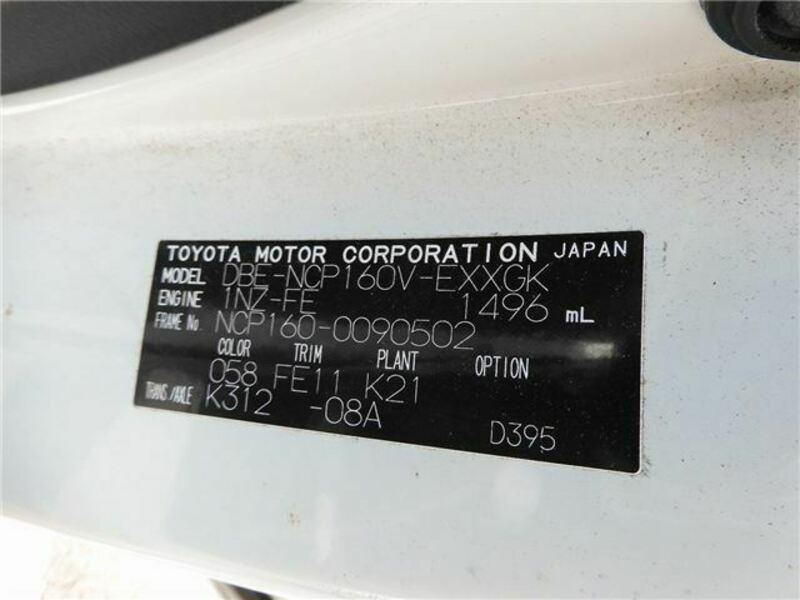 TOYOTA MOTOR CORPORATION JAPAN
MODEL DBE-NCP160V-EXXGK
ENGINE 1NZ-FE 1496 mL
FRAME No. NCP160-0090502
COLOR TRIM PLANT OPTION
058 FE11 K21
TRANS/AXLE K312 -08A
D395